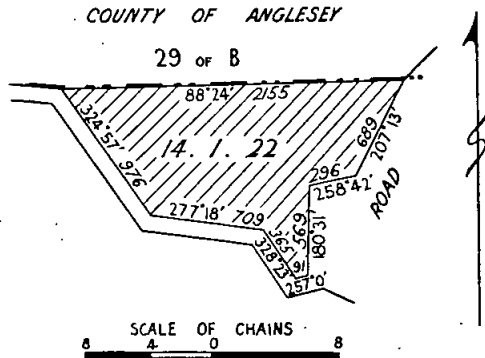 COUNTY OF ANGLESEY
29 OF B
88°24' 2155
324°57' 976
14. 1. 22
689
207°13'
296
258°42'
ROAD
277°18' 709
569
180°31'
365
328°23'
91
257°0'
SCALE OF CHAINS
8 4 0 8